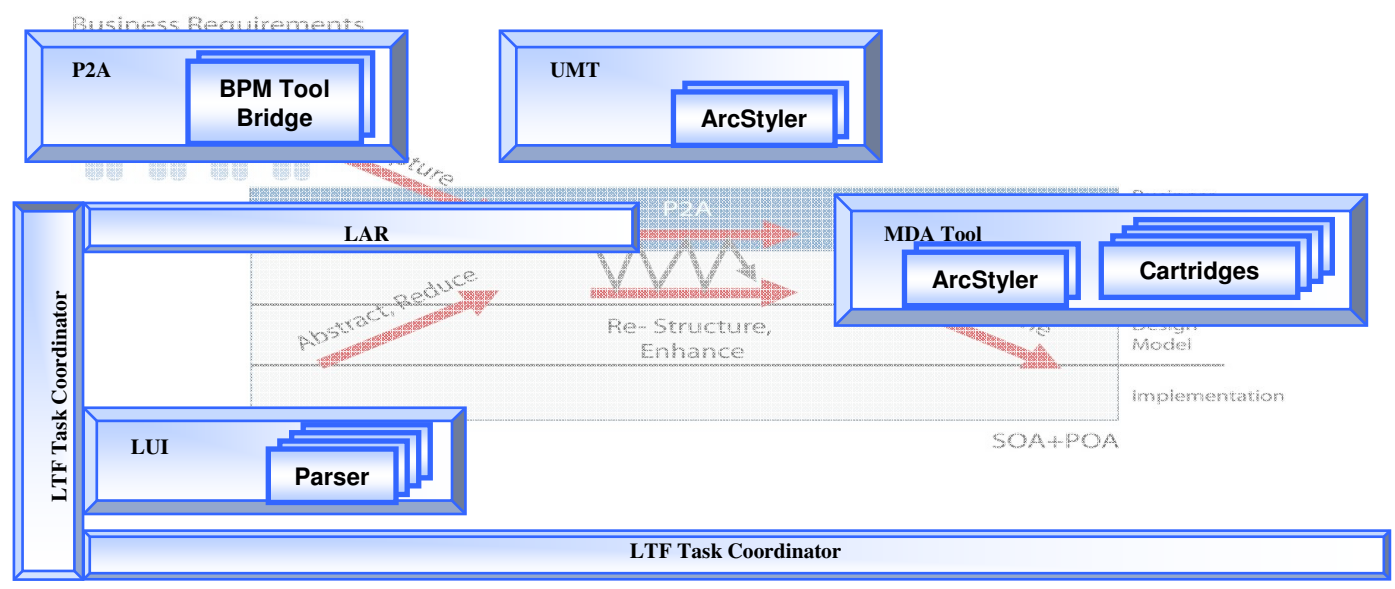 Business Requirements
P2A
BPM Tool
Bridge
UMT
ArcStyler
P2A
LAR
MDA Tool
ArcStyler
Cartridges
LTF Task Coordinator
Abstract, Reduce
Re- Structure,
Enhance
Design
Model
Implementation
LUI
Parser
SOA+POA
LTF Task Coordinator